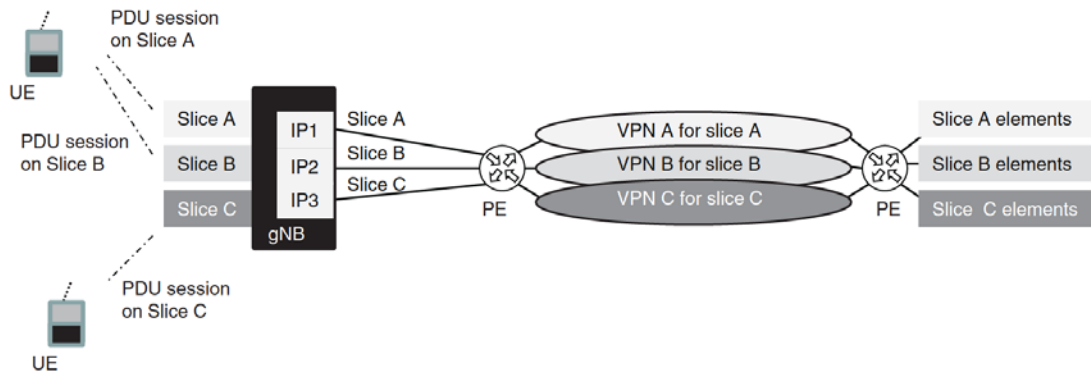 PDU session
on Slice A
UE
PDU session
on Slice B
Slice A
Slice B
Slice C
IP1
IP2
IP3
gNB
Slice A
Slice B
Slice C
PE
VPN A for slice A
VPN B for slice B
VPN C for slice C
PE
Slice A elements
Slice B elements
Slice C elements
PDU session
on Slice C
UE